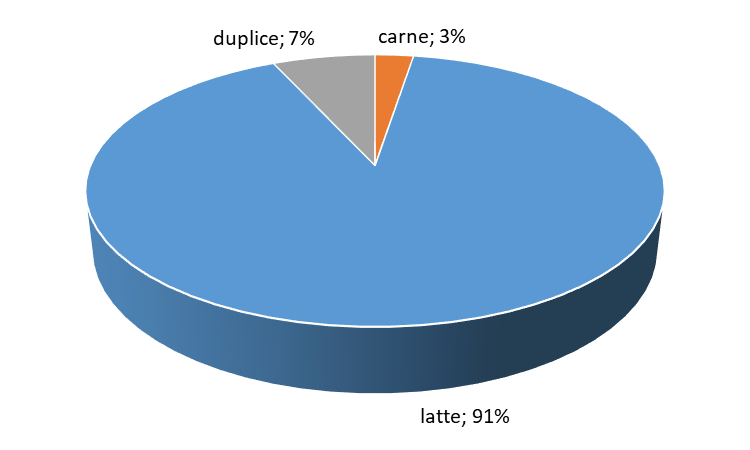 duplice; 7%
carne; 3%
latte; 91%